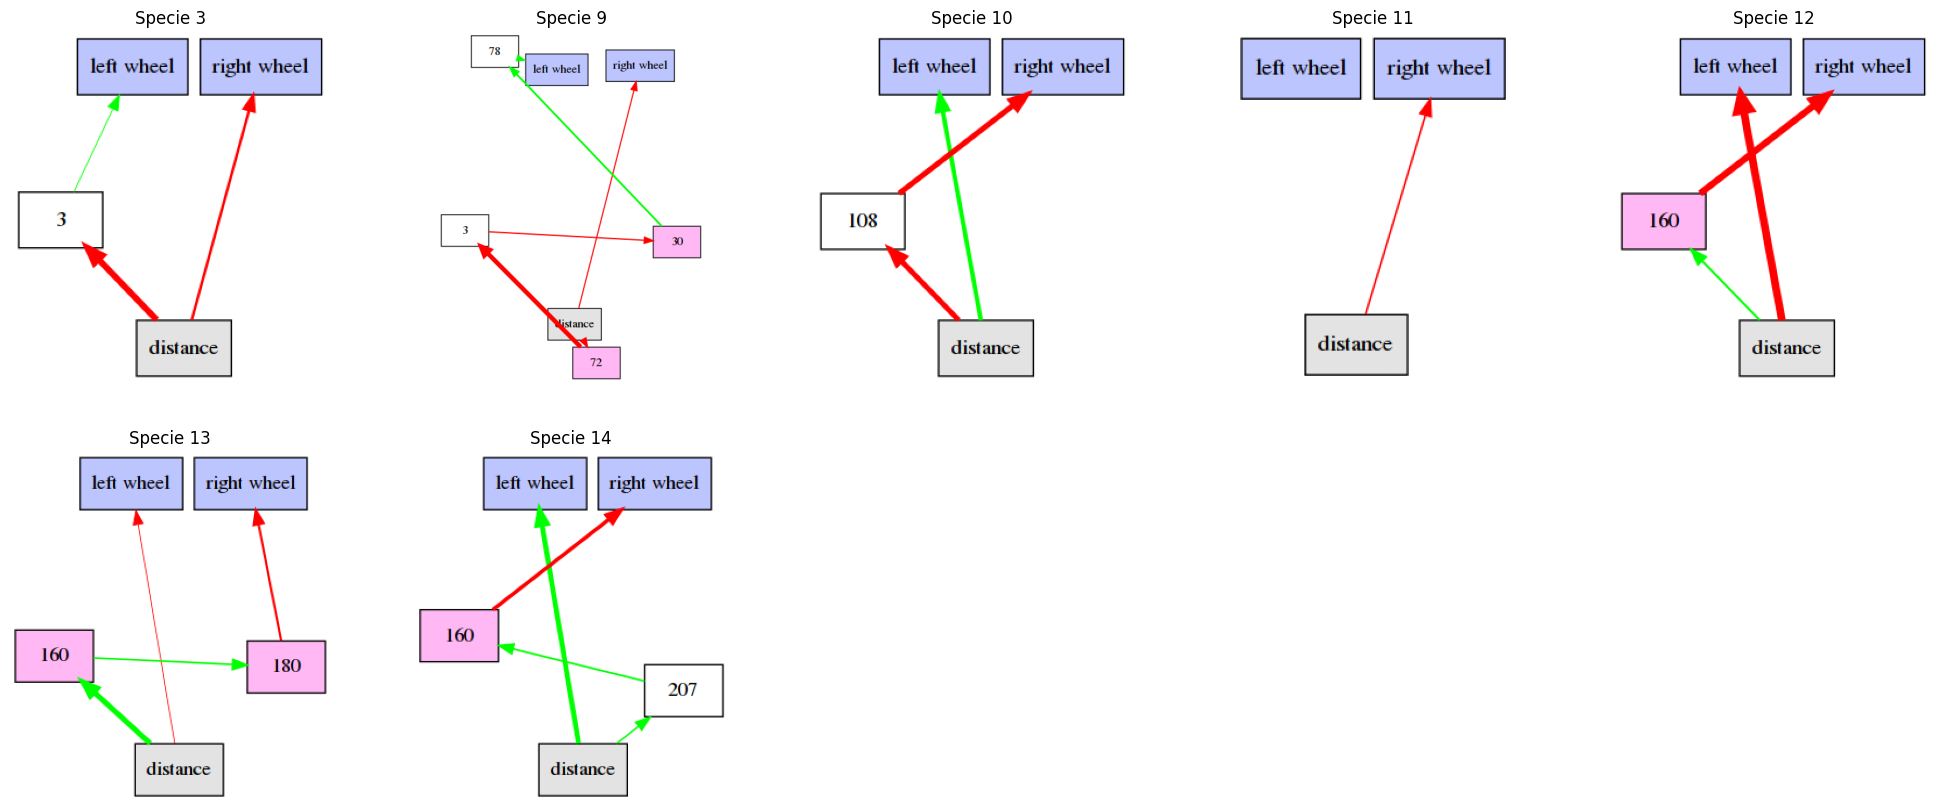 Specie 3
left wheel
right wheel
3
distance
Specie 9
78
left wheel
right wheel
3
30
distance
72
Specie 10
left wheel
right wheel
108
distance
Specie 11
left wheel
right wheel
distance
Specie 12
left wheel
right wheel
160
distance
Specie 13
left wheel
right wheel
160
180
distance
Specie 14
left wheel
right wheel
160
207
distance